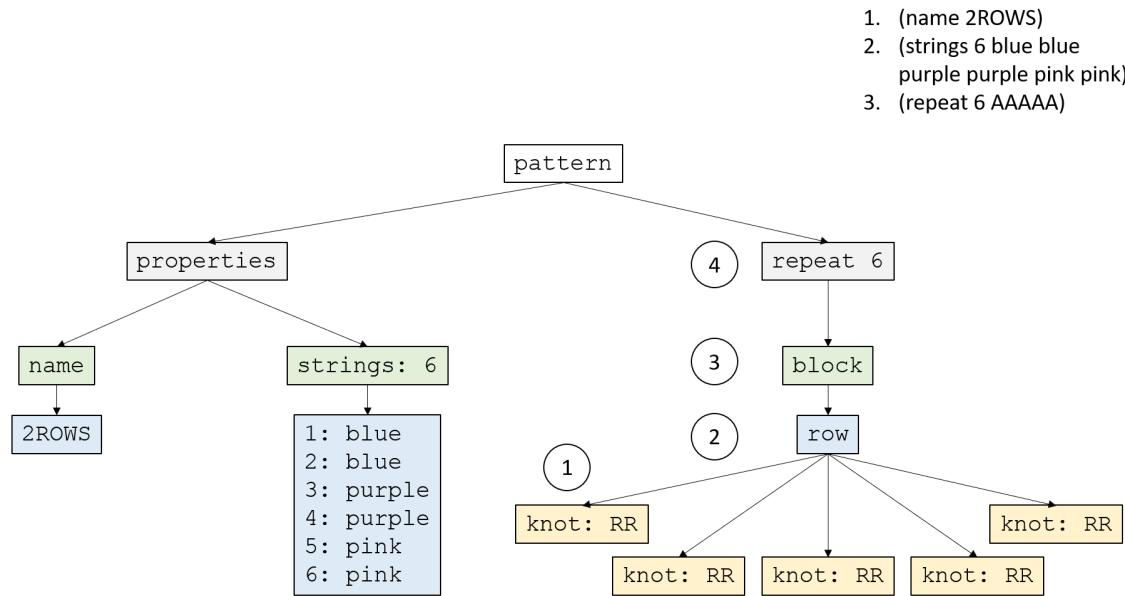 1. (name 2ROWS)
2. (strings 6 blue blue
purple purple pink pink)
3. (repeat 6 AAAAA)
pattern
properties
4
repeat 6
name
strings: 6
3
block
2ROWS
1: blue
2: blue
3: purple
4: purple
5: pink
6: pink
2
row
1
knot: RR
knot: RR
knot: RR
knot: RR
knot: RR